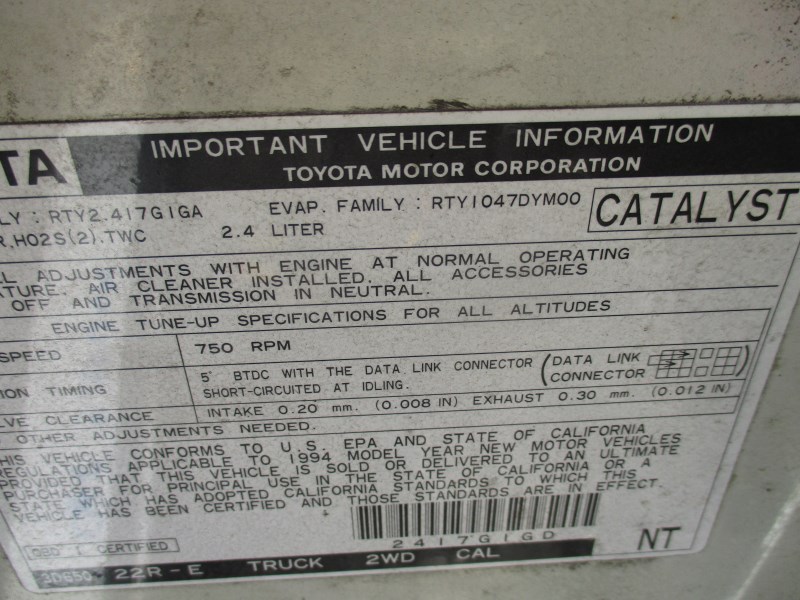 TA
IMPORTANT VEHICLE INFORMATION
TOYOTA MOTOR CORPORATION
LY : RTY2.417G1GA EVAP. FAMILY : RTY1047DYM00
R,HO2S(2).TWC 2.4 LITER
CATALYST
L ADJUSTMENTS WITH ENGINE AT NORMAL OPERATING
ATURE. AIR CLEANER INSTALLED. ALL ACCESSORIES
OFF AND TRANSMISSION IN NEUTRAL.
ENGINE TUNE-UP SPECIFICATIONS FOR ALL ALTITUDES
SPEED 750 RPM
ION TIMING 5° BTDC WITH THE DATA LINK CONNECTOR
SHORT-CIRCUITED AT IDLING.
(DATA LINK
CONNECTOR
LVE CLEARANCE INTAKE 0.20 mm. (0.008 IN) EXHAUST 0.30 mm. (0.012 IN)
OTHER ADJUSTMENTS NEEDED.
THIS VEHICLE CONFORMS TO U.S. EPA AND STATE OF CALIFORNIA
REGULATIONS APPLICABLE TO 1994 MODEL YEAR NEW MOTOR VEHICLES
PROVIDED THAT THIS VEHICLE IS SOLD OR DELIVERED TO AN ULTIMATE
PURCHASER FOR PRINCIPAL USE IN THE STATE OF CALIFORNIA OR A
STATE WHICH HAS ADOPTED CALIFORNIA STANDARDS TO WHICH THIS
VEHICLE HAS BEEN CERTIFIED AND THOSE STANDARDS ARE IN EFFECT.
2417G1GD
OBD I CERTIFIED
NT
22R-E TRUCK 2WD CAL